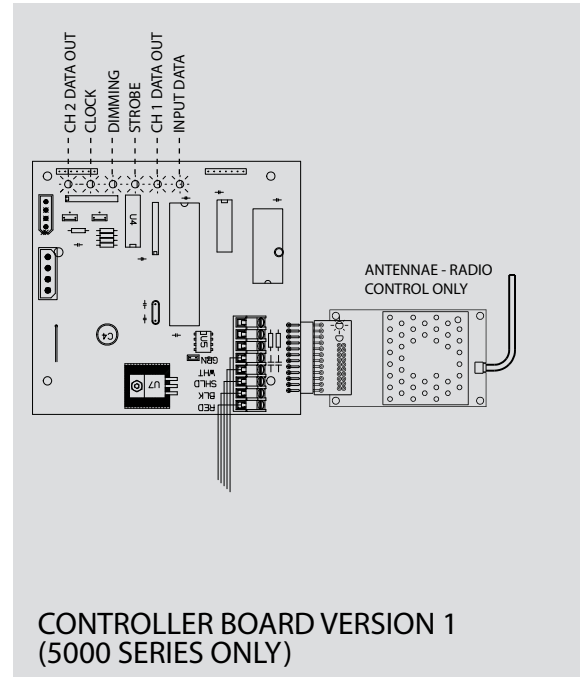 CH 2 DATA OUT
CLOCK
DIMMING
STROBE
CH 1 DATA OUT
INPUT DATA
U4
ANTENNAE - RADIO
CONTROL ONLY
C4
U5
U7
GRN
WHT
SHLD
BLK
RED
CONTROLLER BOARD VERSION 1
(5000 SERIES ONLY)